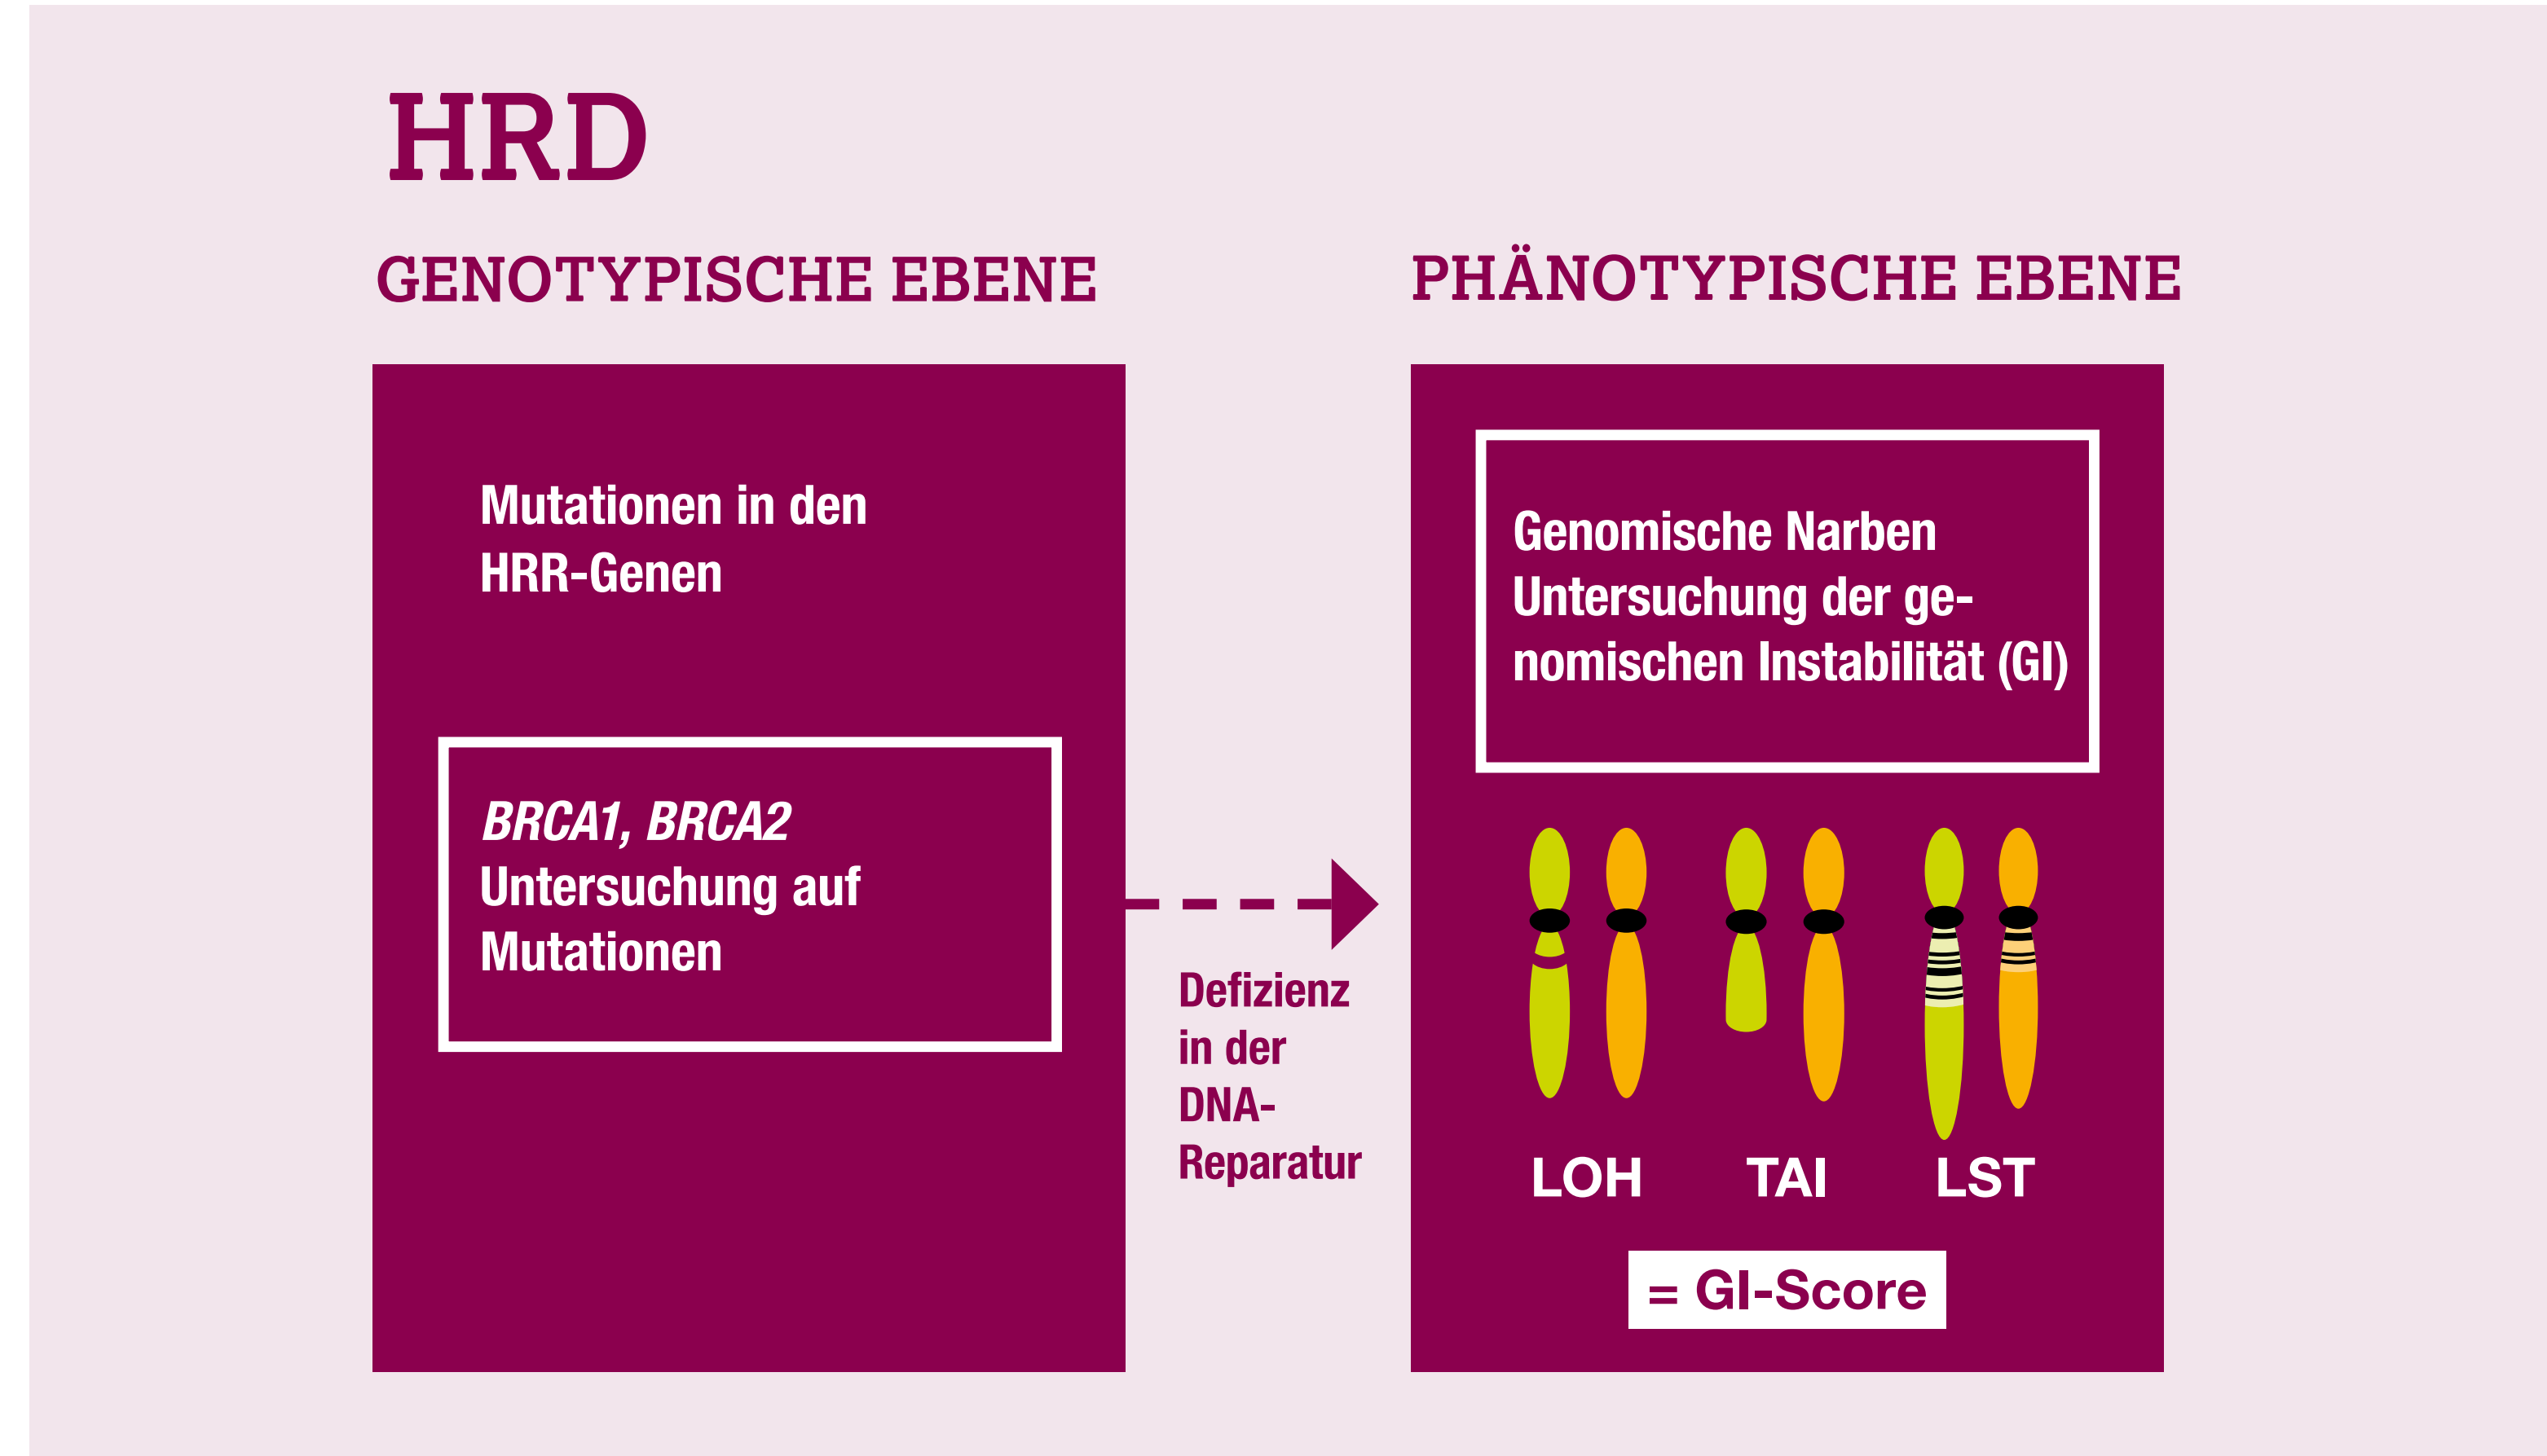 HRD
GENOTYPISCHE EBENE
Mutationen in den
HRR-Genen
BRCA1, BRCA2
Untersuchung auf
Mutationen
Defizienz
in der
DNA-
Reparatur
PHÄNOTYPISCHE EBENE
Genomische Narben
Untersuchung der ge-
nomischen Instabilität (GI)
LOH TAI LST
= GI-Score